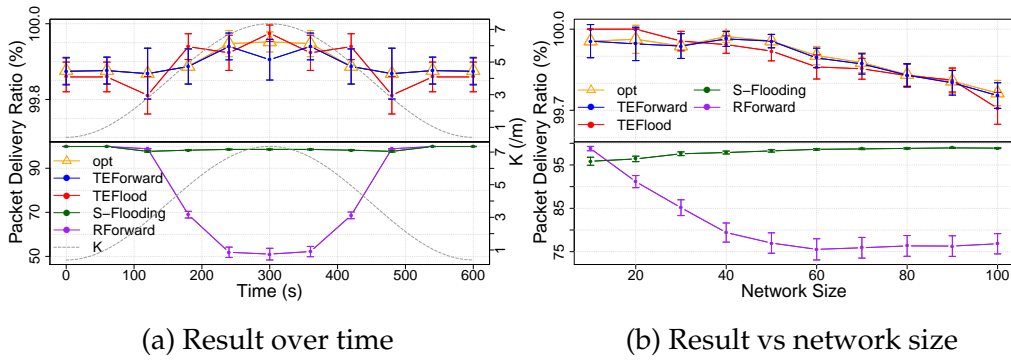 Packet Delivery Ratio (%)
100.0
99.8
90
70
50
opt
TEForward
TEFlood
S-Flooding
RForward
K
K (/m)
7
5
3
1
7
5
3
1
0 100 200 300 400 500 600
Time (s)
(a) Result over time
Packet Delivery Ratio (%)
100.0
99.7
95
85
75
opt
TEForward
TEFlood
S-Flooding
RForward
20 40 60 80 100
Network Size
(b) Result vs network size